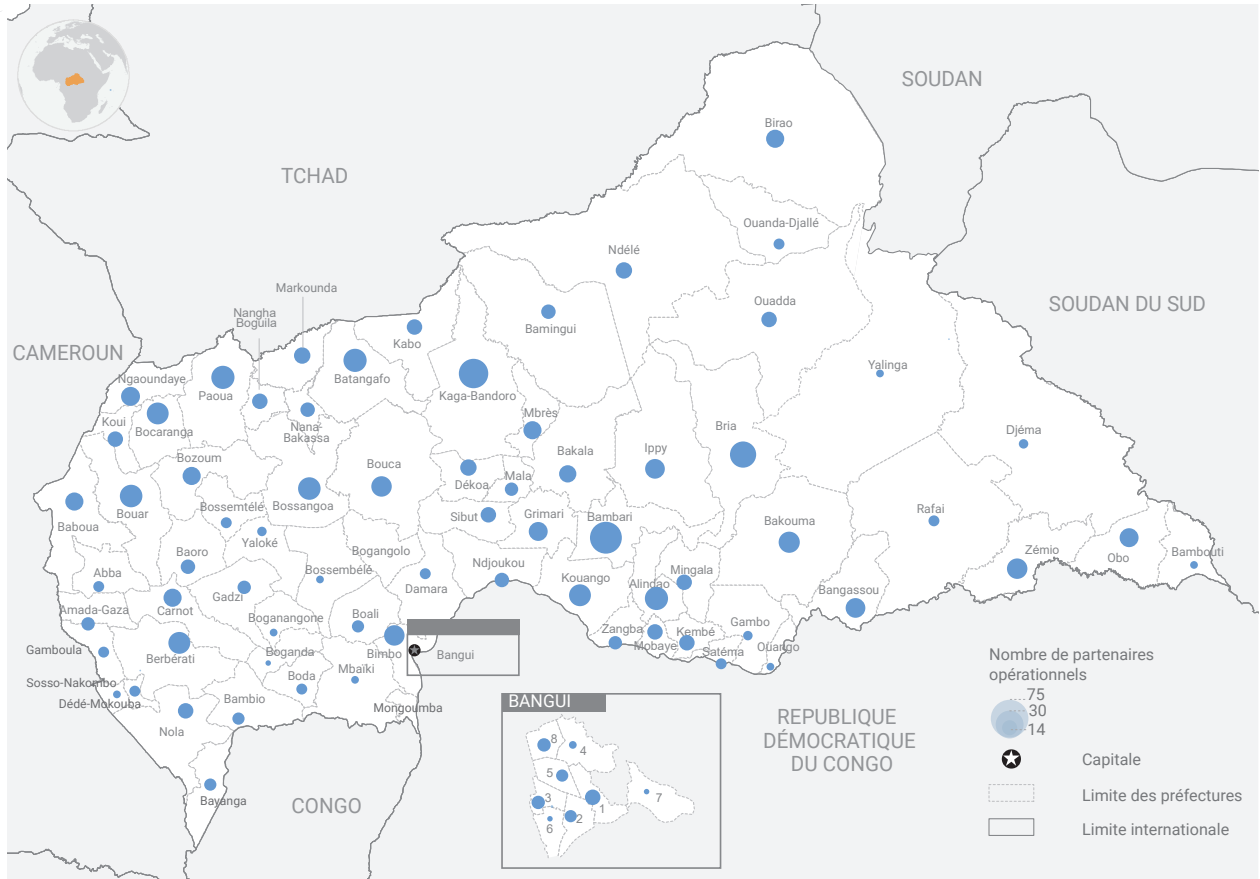 SOUDAN
Birao
TCHAD
Ouanda-Djallé
Ndélé
Markounda
Nangha
Boguila
Ouadda
SOUDAN DU SUD
Bamingui
Kabo
CAMEROUN
Batangafo
Yalinga
Ngaoundaye
Paoua
Kaga-Bandoro
Koui
Bocaranga
Nana-
Bakassa
Mbrès
Bria
Djéma
Bozoum
Bouca
Bakala
Ippy
Dékoa
Mala
Baboua
Bouar
Bossemtélé
Bossangoa
Sibut
Grimari
Bambari
Bakouma
Rafai
Yaloké
Baoro
Bogangolo
Bossembélé
Ndjoukou
Mingala
Zémio
Obo
Bambouti
Abba
Damara
Kouango
Alindao
Bangassou
Carnot
Gadzi
Amada-Gaza
Boganangone
Boali
Zangba
Mobaye
Kembé
Gambo
Gamboula
Berbérati
Boganda
Bimbo
Bangui
Satéma
Ouango
Sosso-Nakombo
Boda
Mbaïki
Dédé-Mokouba
Bambio
Mongoumba
Nola
Bayanga
CONGO
BANGUI
8
4
5
7
3
1
6
2
REPUBLIQUE
DÉMOCRATIQUE
DU CONGO
Nombre de partenaires
opérationnels
75
30
14
Capitale
Limite des préfectures
Limite internationale